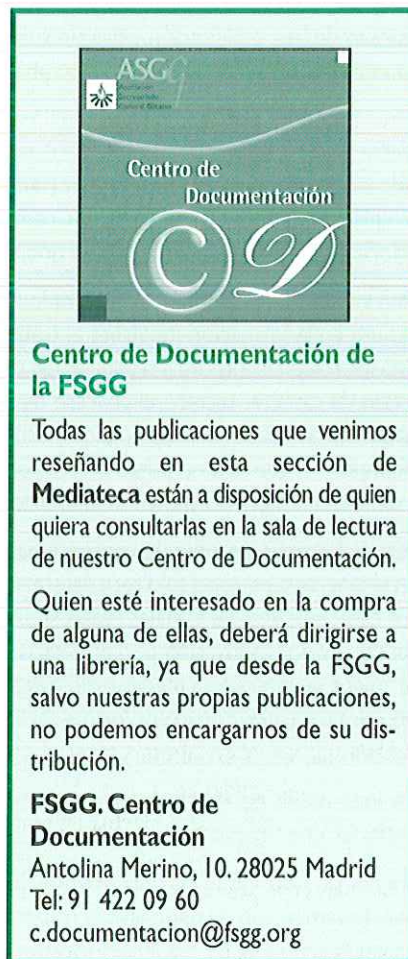 ASGG
Centro de
Documentación
©D
Centro de Documentación de
la FSGG
Todas las publicaciones que venimos
reseñando en esta sección de
Mediateca están a disposición de quien
quiera consultarlas en la sala de lectura
de nuestro Centro de Documentación.
Quien esté interesado en la compra
de alguna de ellas, deberá dirigirse a
una librería, ya que desde la FSGG,
salvo nuestras propias publicaciones,
no podemos encargarnos de su dis-
tribución.
FSGG. Centro de
Documentación
Antolina Merino, 10. 28025 Madrid
Tel: 91 422 09 60
c.documentacion@fsgg.org